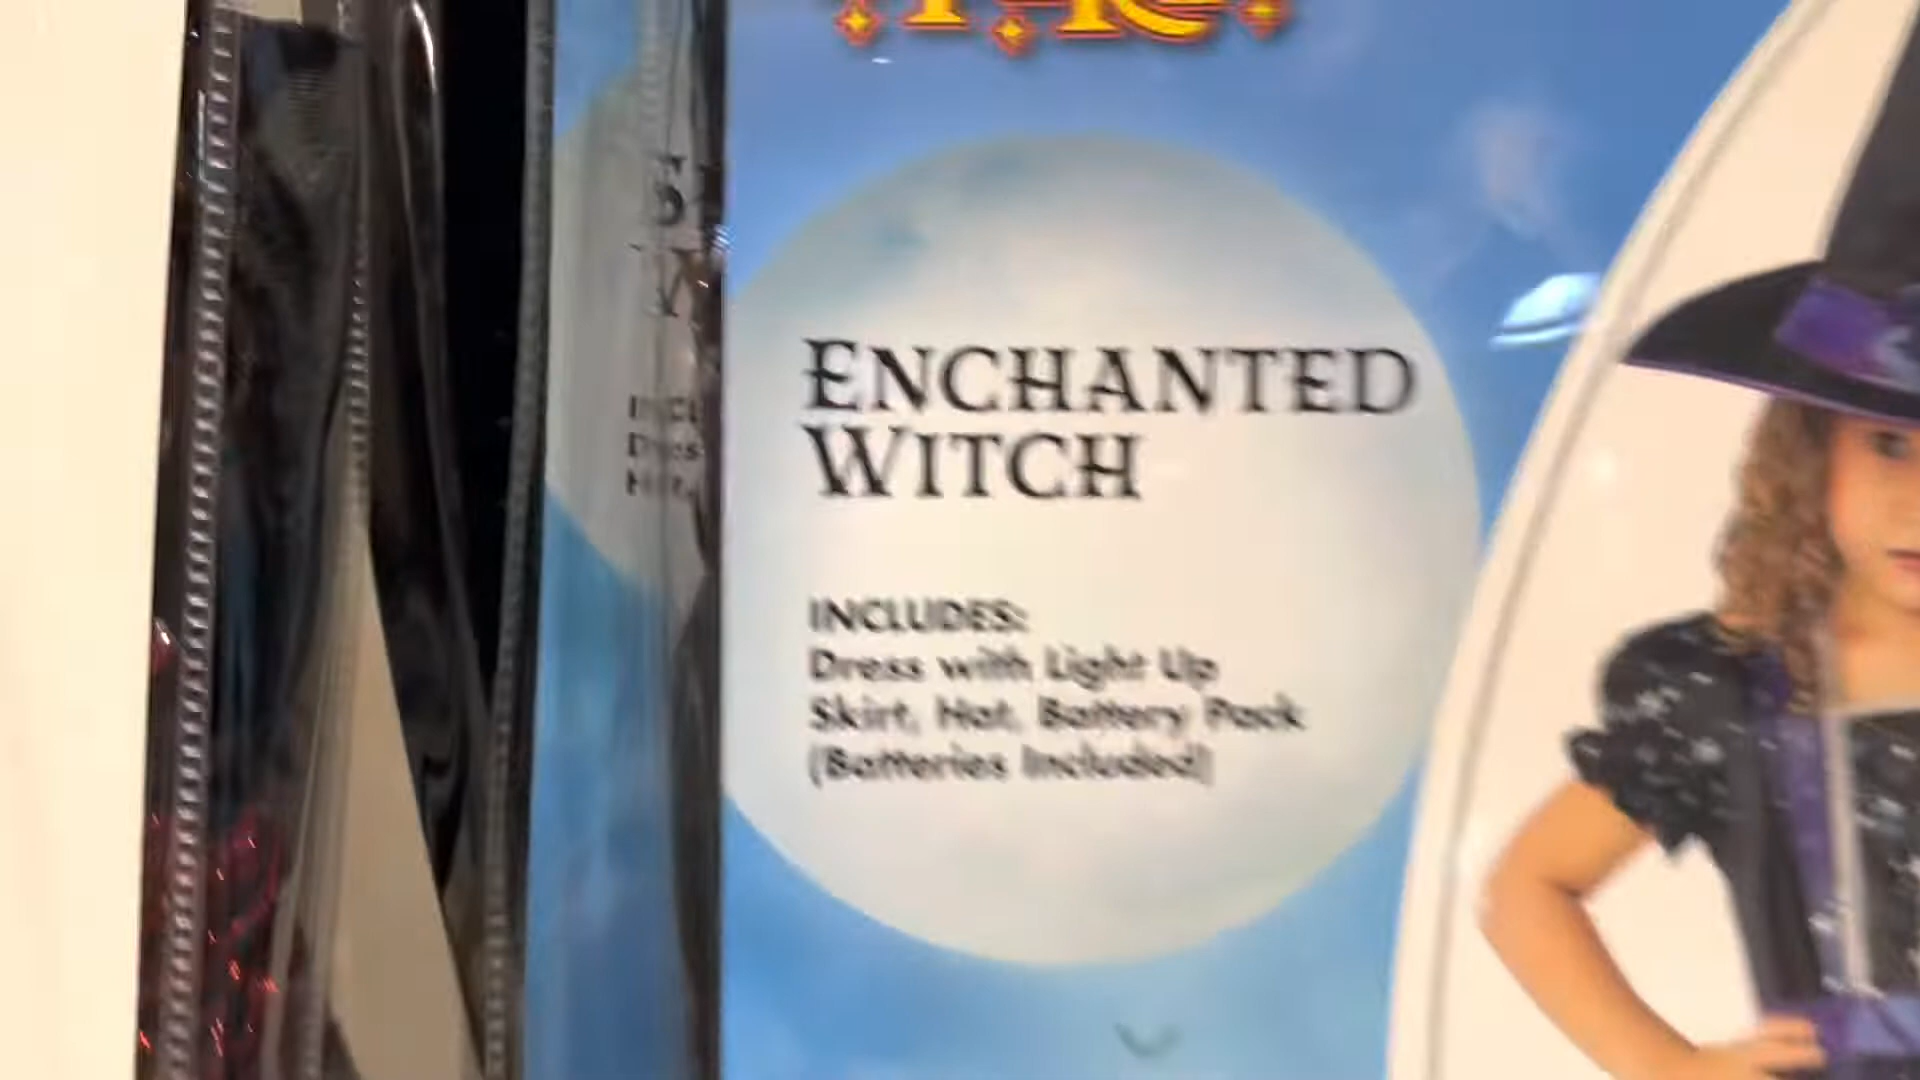 ENCHANTED
WITCH
INCLUDES:
Dress with Light Up
Skirt, Hat, Battery Pack
(Batteries Included)